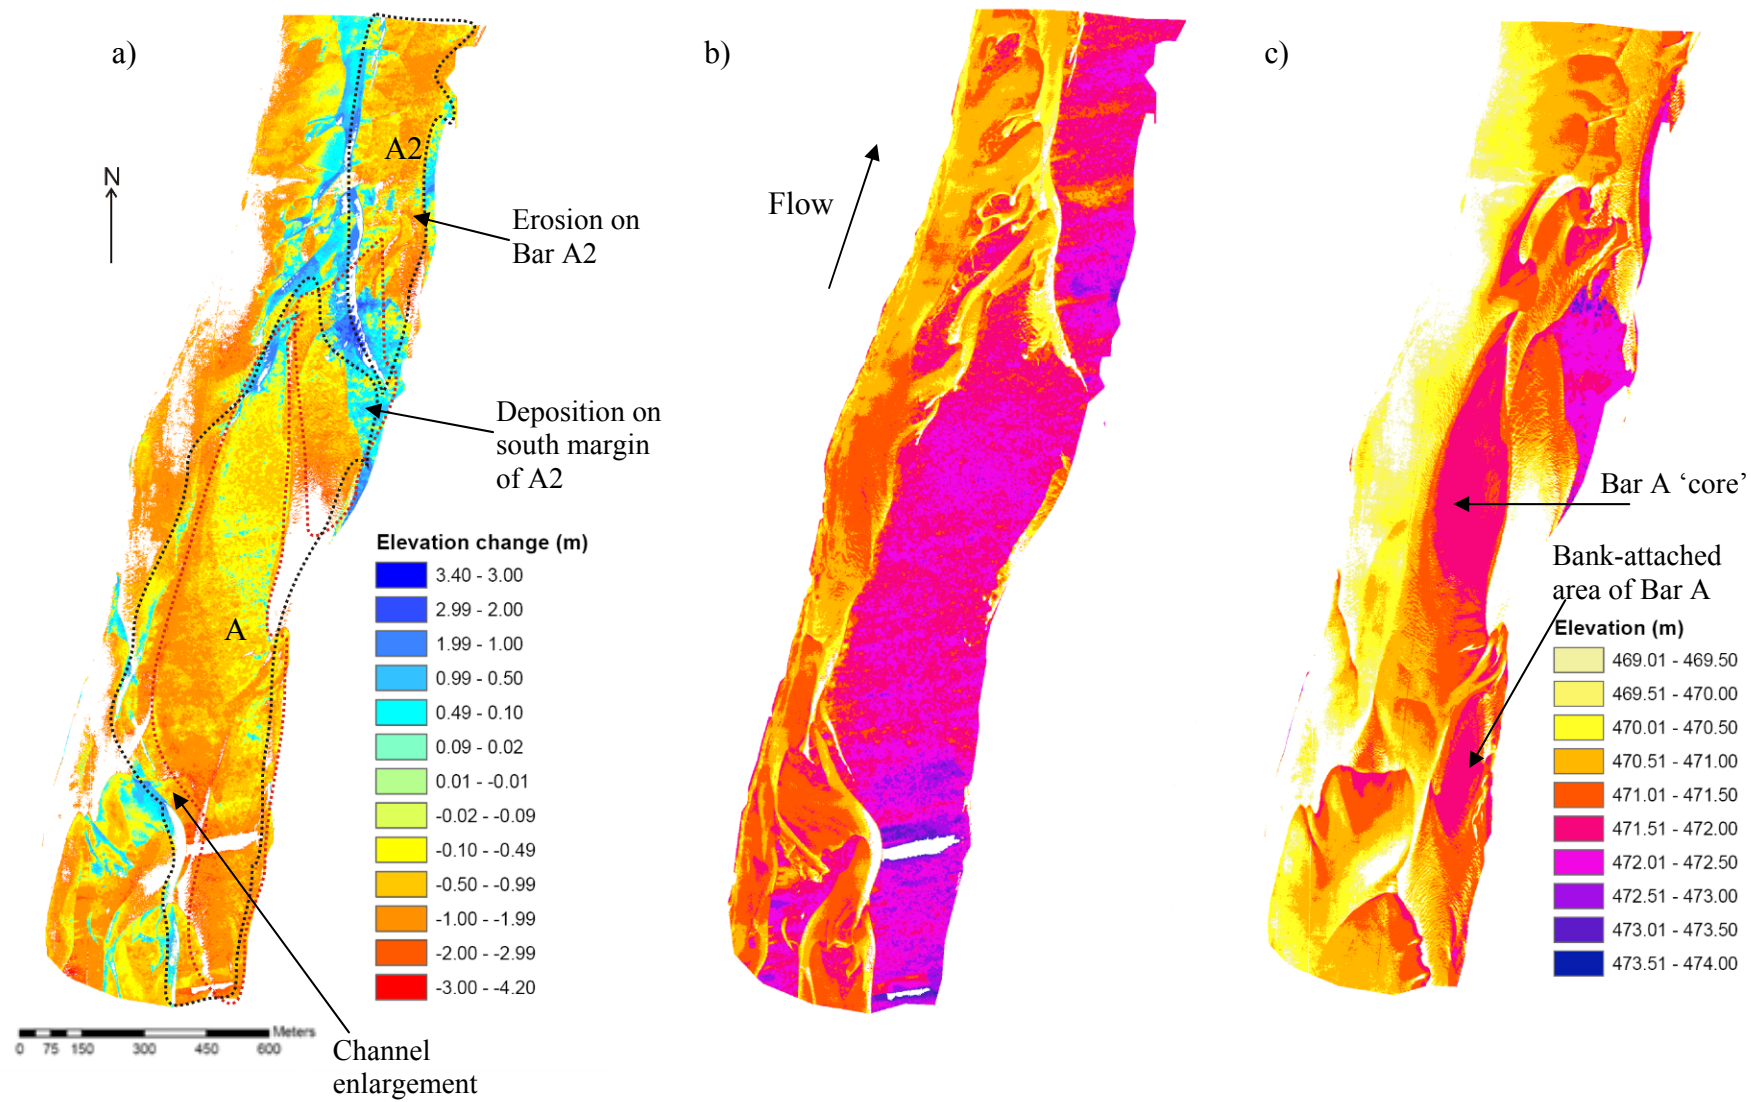 a)
N
A2
Erosion on
Bar A2
Deposition on
south margin
of A2
A
Elevation change (m)
3.40 - 3.00
2.99 - 2.00
1.99 - 1.00
0.99 - 0.50
0.49 - 0.10
0.09 - 0.02
0.01 - -0.01
-0.02 - -0.09
-0.10 - -0.49
-0.50 - -0.99
-1.00 - -1.99
-2.00 - -2.99
-3.00 - -4.20
Meters
0 75 150 300 450 600
Channel
enlargement
b)
Flow
c)
Bar A ‘core’
Bank-attached
area of Bar A
Elevation (m)
469.01 - 469.50
469.51 - 470.00
470.01 - 470.50
470.51 - 471.00
471.01 - 471.50
471.51 - 472.00
472.01 - 472.50
472.51 - 473.00
473.01 - 473.50
473.51 - 474.00